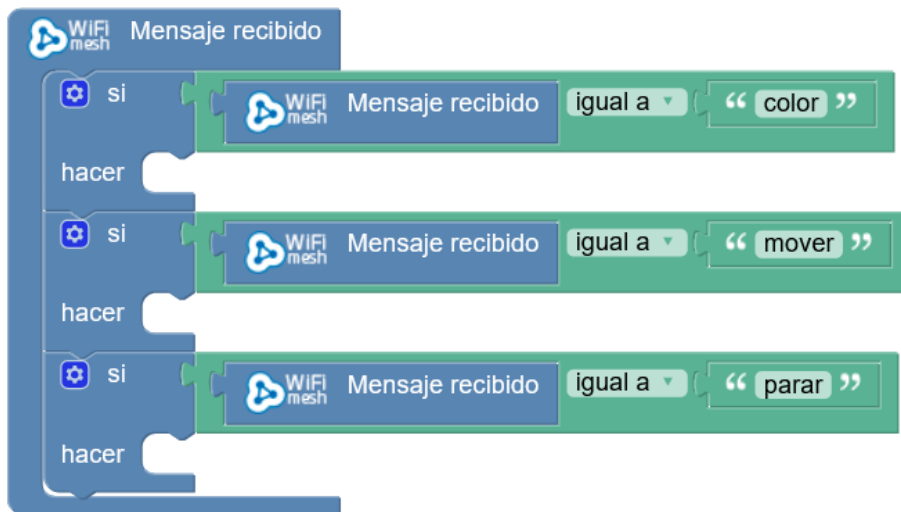 WiFi mesh Mensaje recibido
si WiFi mesh Mensaje recibido igual a “ color ”
hacer
si WiFi mesh Mensaje recibido igual a “ mover ”
hacer
si WiFi mesh Mensaje recibido igual a “ parar ”
hacer